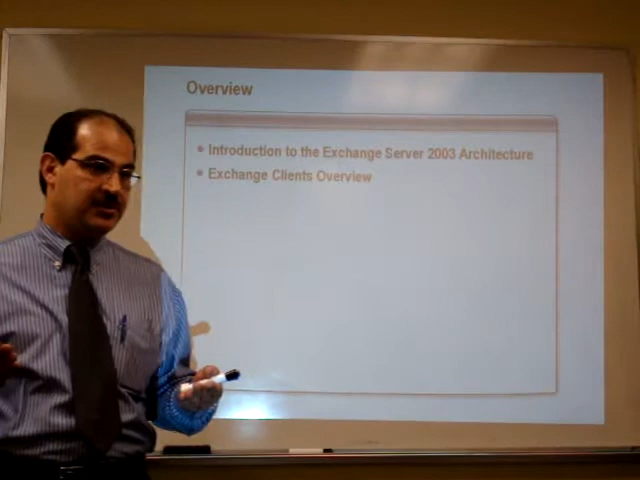 Overview
• Introduction to the Exchange Server 2003 Architecture
• Exchange Clients Overview